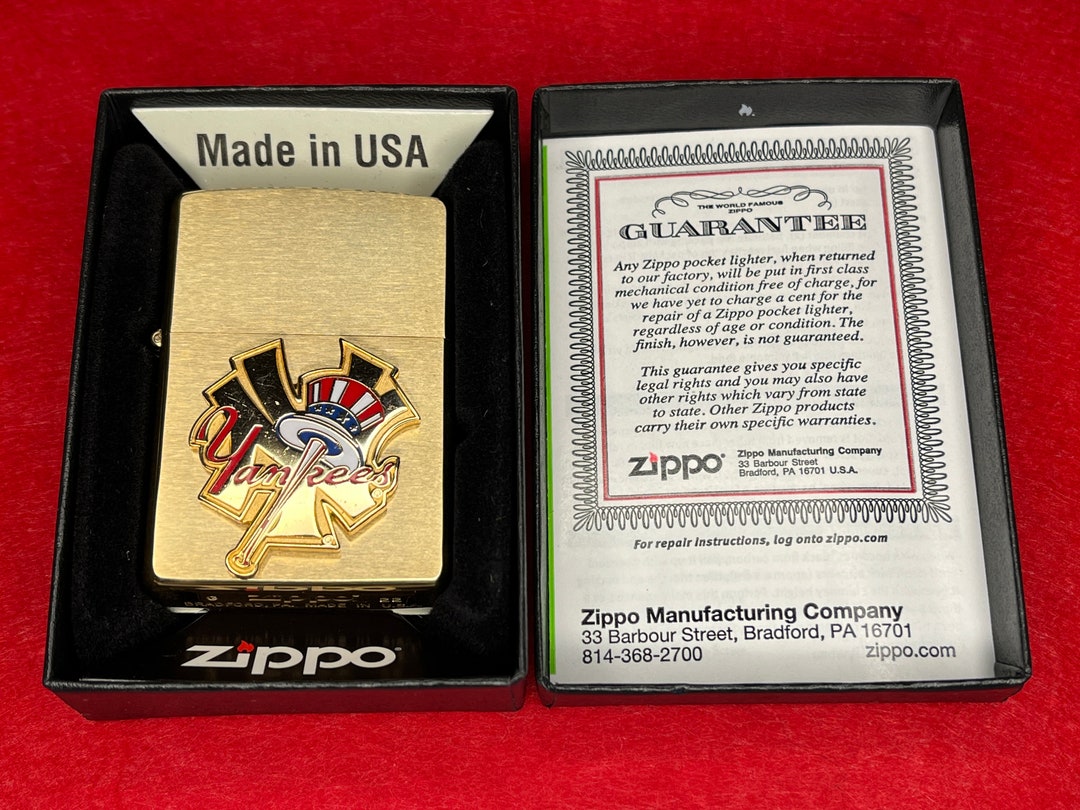 Made in USA
Yankees
zippo
22
BRADFORD, PA. MADE IN U.S.A.
zippo
THE WORLD FAMOUS
ZIPPO
GUARANTEE
Any Zippo pocket lighter, when returned
to our factory, will be put in first class
mechanical condition free of charge, for
we have yet to charge a cent for the
repair of a Zippo pocket lighter,
regardless of age or condition. The
finish, however, is not guaranteed.
This guarantee gives you specific
legal rights and you may also have
other rights which vary from state
to state. Other Zippo products
carry their own specific warranties.
zippo
Zippo Manufacturing Company
33 Barbour Street
Bradford, PA 16701 U.S.A.
For repair instructions, log onto zippo.com
Zippo Manufacturing Company
33 Barbour Street, Bradford, PA 16701
814-368-2700
zippo.com